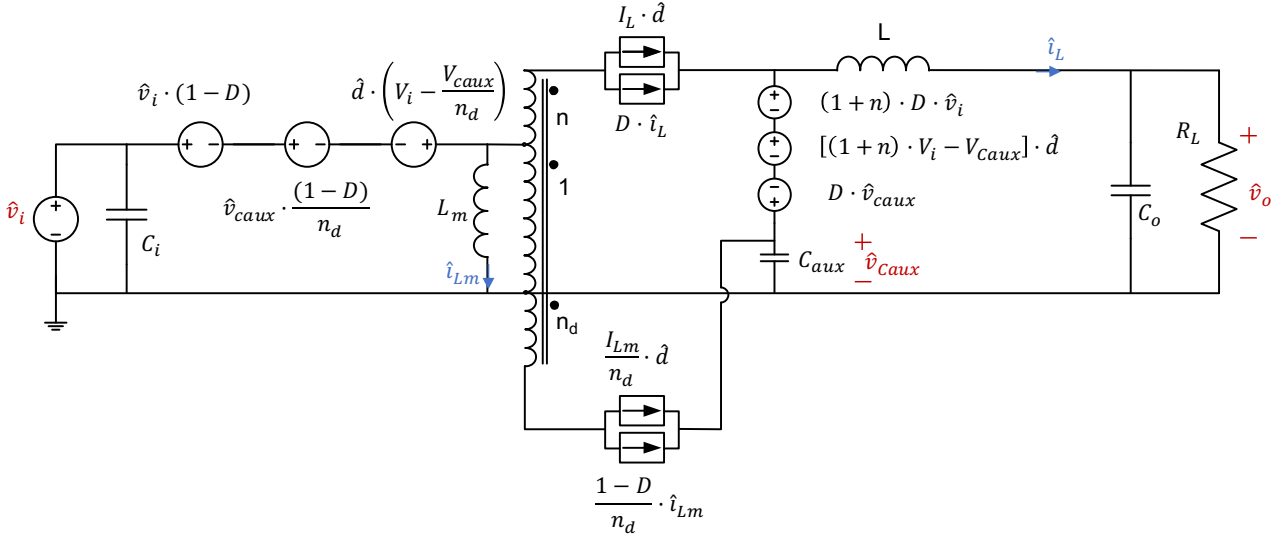 I_L · d̂
L
î_L
v̂_i · (1 − D)
d̂ · (V_i − V_caux / n_d)
n
D · î_L
(1 + n) · D · v̂_i
R_L
+
[(1 + n) · V_i − V_Caux] · d̂
1
v̂_i
C_i
v̂_caux · (1 − D) / n_d
L_m
D · v̂_caux
C_o
v̂_o
−
î_Lm
C_aux
+
v̂_Caux
−
n_d
I_Lm / n_d · d̂
1 − D / n_d · î_Lm